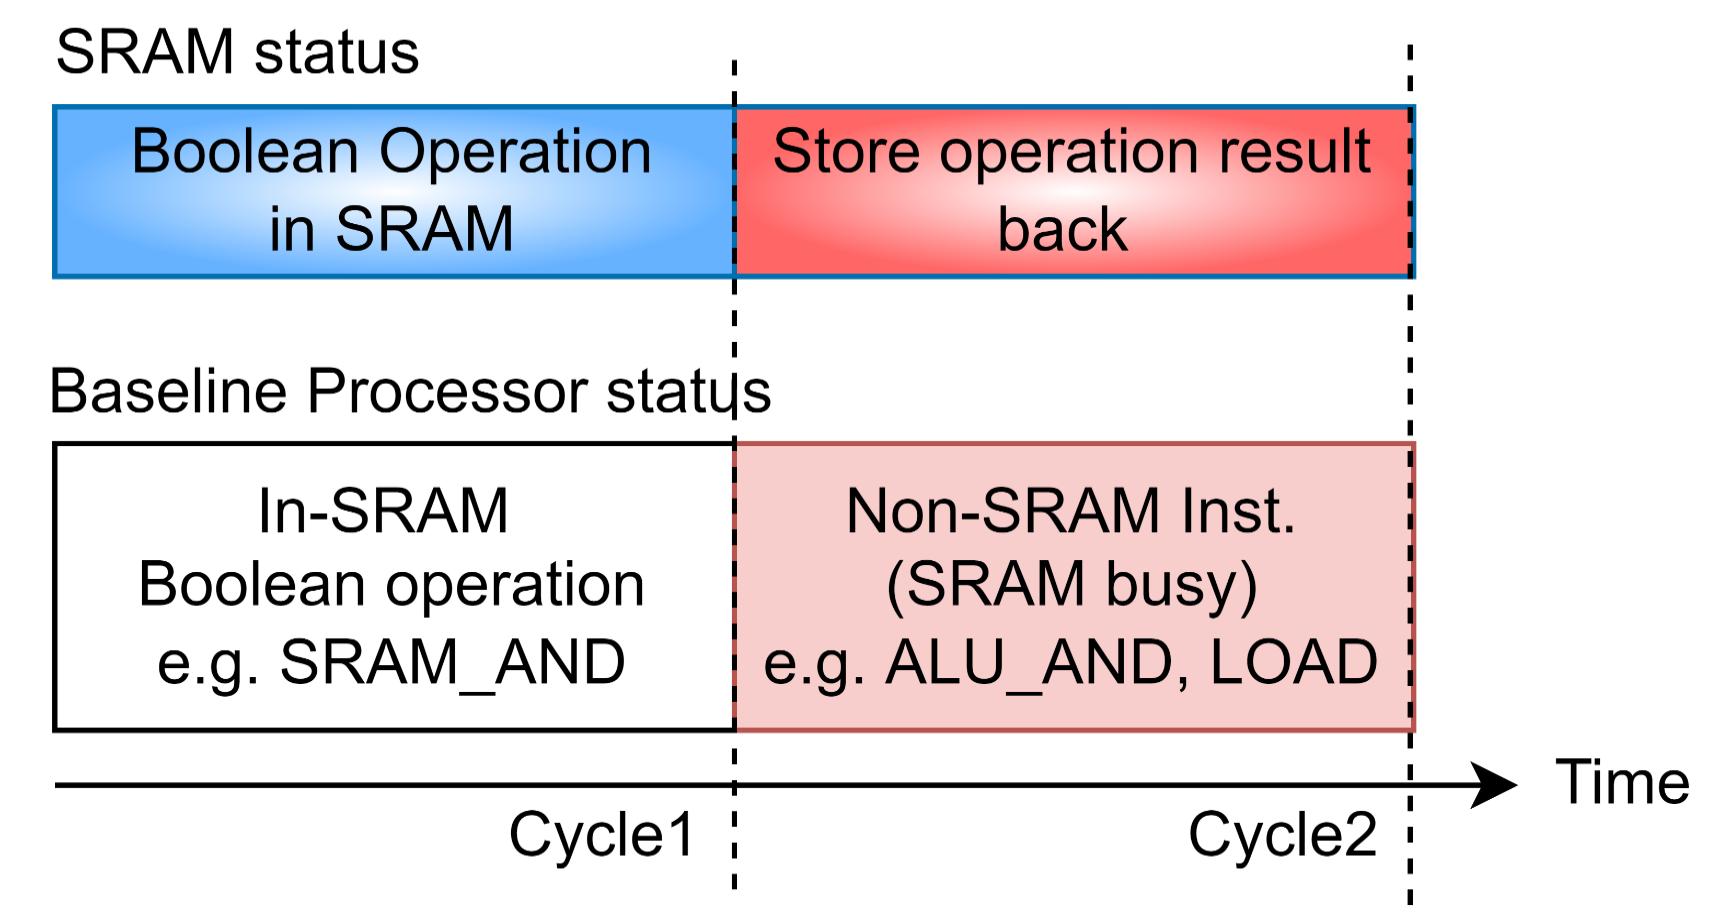 SRAM status
Boolean Operation
in SRAM
Store operation result
back
Baseline Processor status
In-SRAM
Boolean operation
e.g. SRAM_AND
Non-SRAM Inst.
(SRAM busy)
e.g. ALU_AND, LOAD
Time
Cycle1
Cycle2